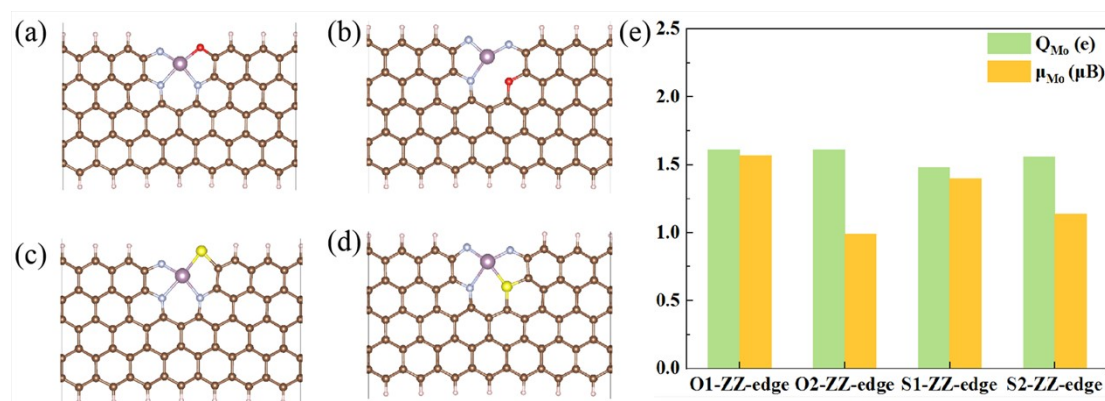 (a)
(b)
(c)
(d)
(e)
Q_Mo (e)
μ_Mo (μB)
2.5
2.0
1.5
1.0
0.5
0.0
O1-ZZ-edge O2-ZZ-edge S1-ZZ-edge S2-ZZ-edge